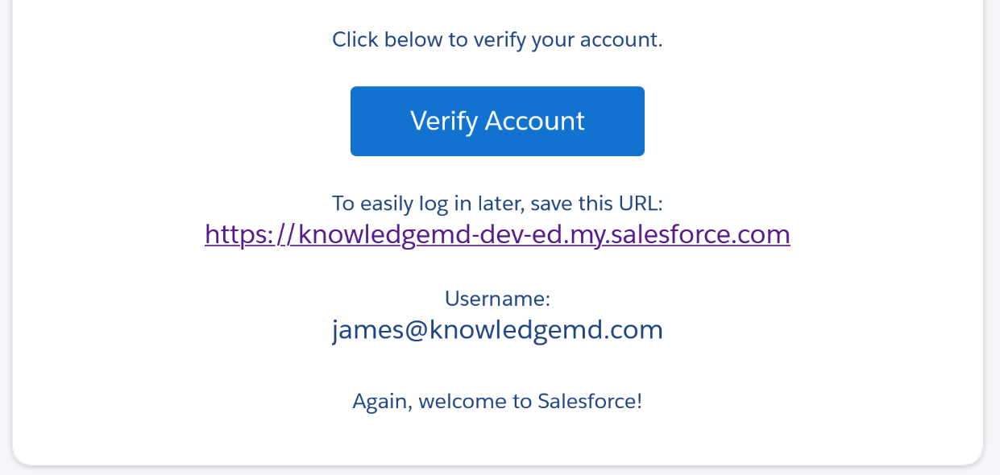 Click below to verify your account.
Verify Account
To easily log in later, save this URL:
https://knowledgemd-dev-ed.my.salesforce.com
Username:
james@knowledgemd.com
Again, welcome to Salesforce!